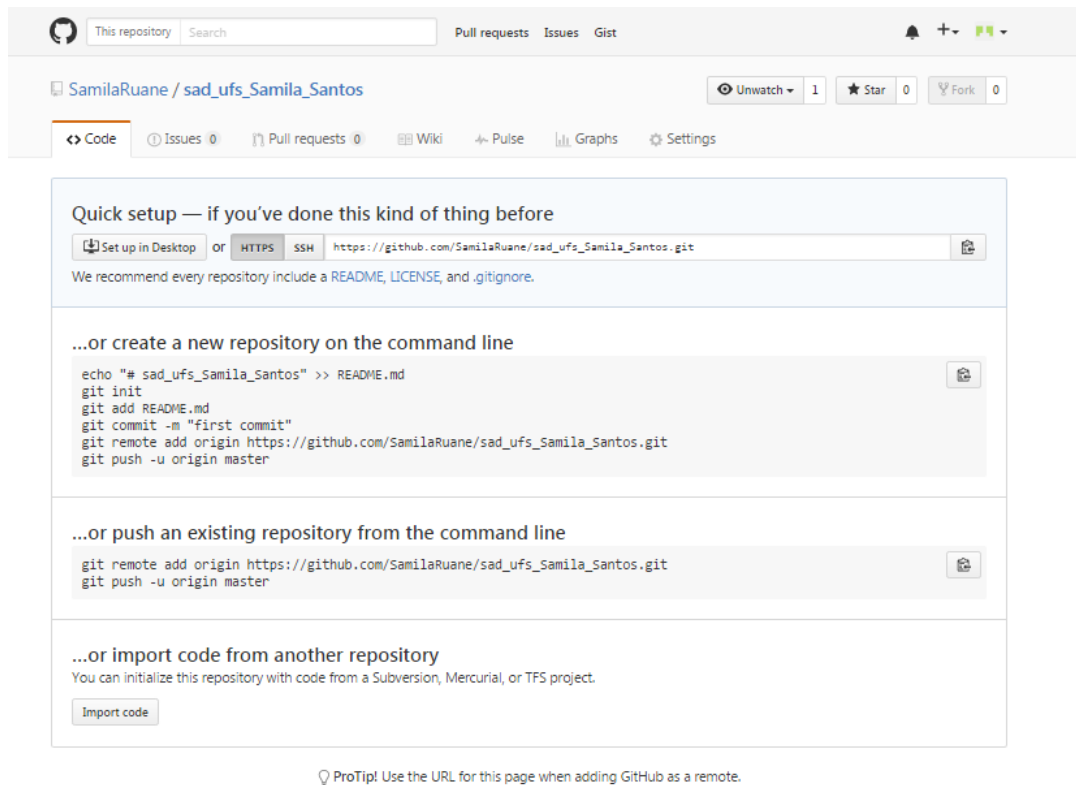 This repository Search Pull requests Issues Gist
SamilaRuane / sad_ufs_Samila_Santos Unwatch 1 Star 0 Fork 0
Code Issues 0 Pull requests 0 Wiki Pulse Graphs Settings
Quick setup — if you've done this kind of thing before
Set up in Desktop or HTTPS SSH https://github.com/SamilaRuane/sad_ufs_Samila_Santos.git
We recommend every repository include a README, LICENSE, and .gitignore.
...or create a new repository on the command line
echo "# sad_ufs_Samila_Santos" >> README.md
git init
git add README.md
git commit -m "first commit"
git remote add origin https://github.com/SamilaRuane/sad_ufs_Samila_Santos.git
git push -u origin master
...or push an existing repository from the command line
git remote add origin https://github.com/SamilaRuane/sad_ufs_Samila_Santos.git
git push -u origin master
...or import code from another repository
You can initialize this repository with code from a Subversion, Mercurial, or TFS project.
Import code
ProTip! Use the URL for this page when adding GitHub as a remote.